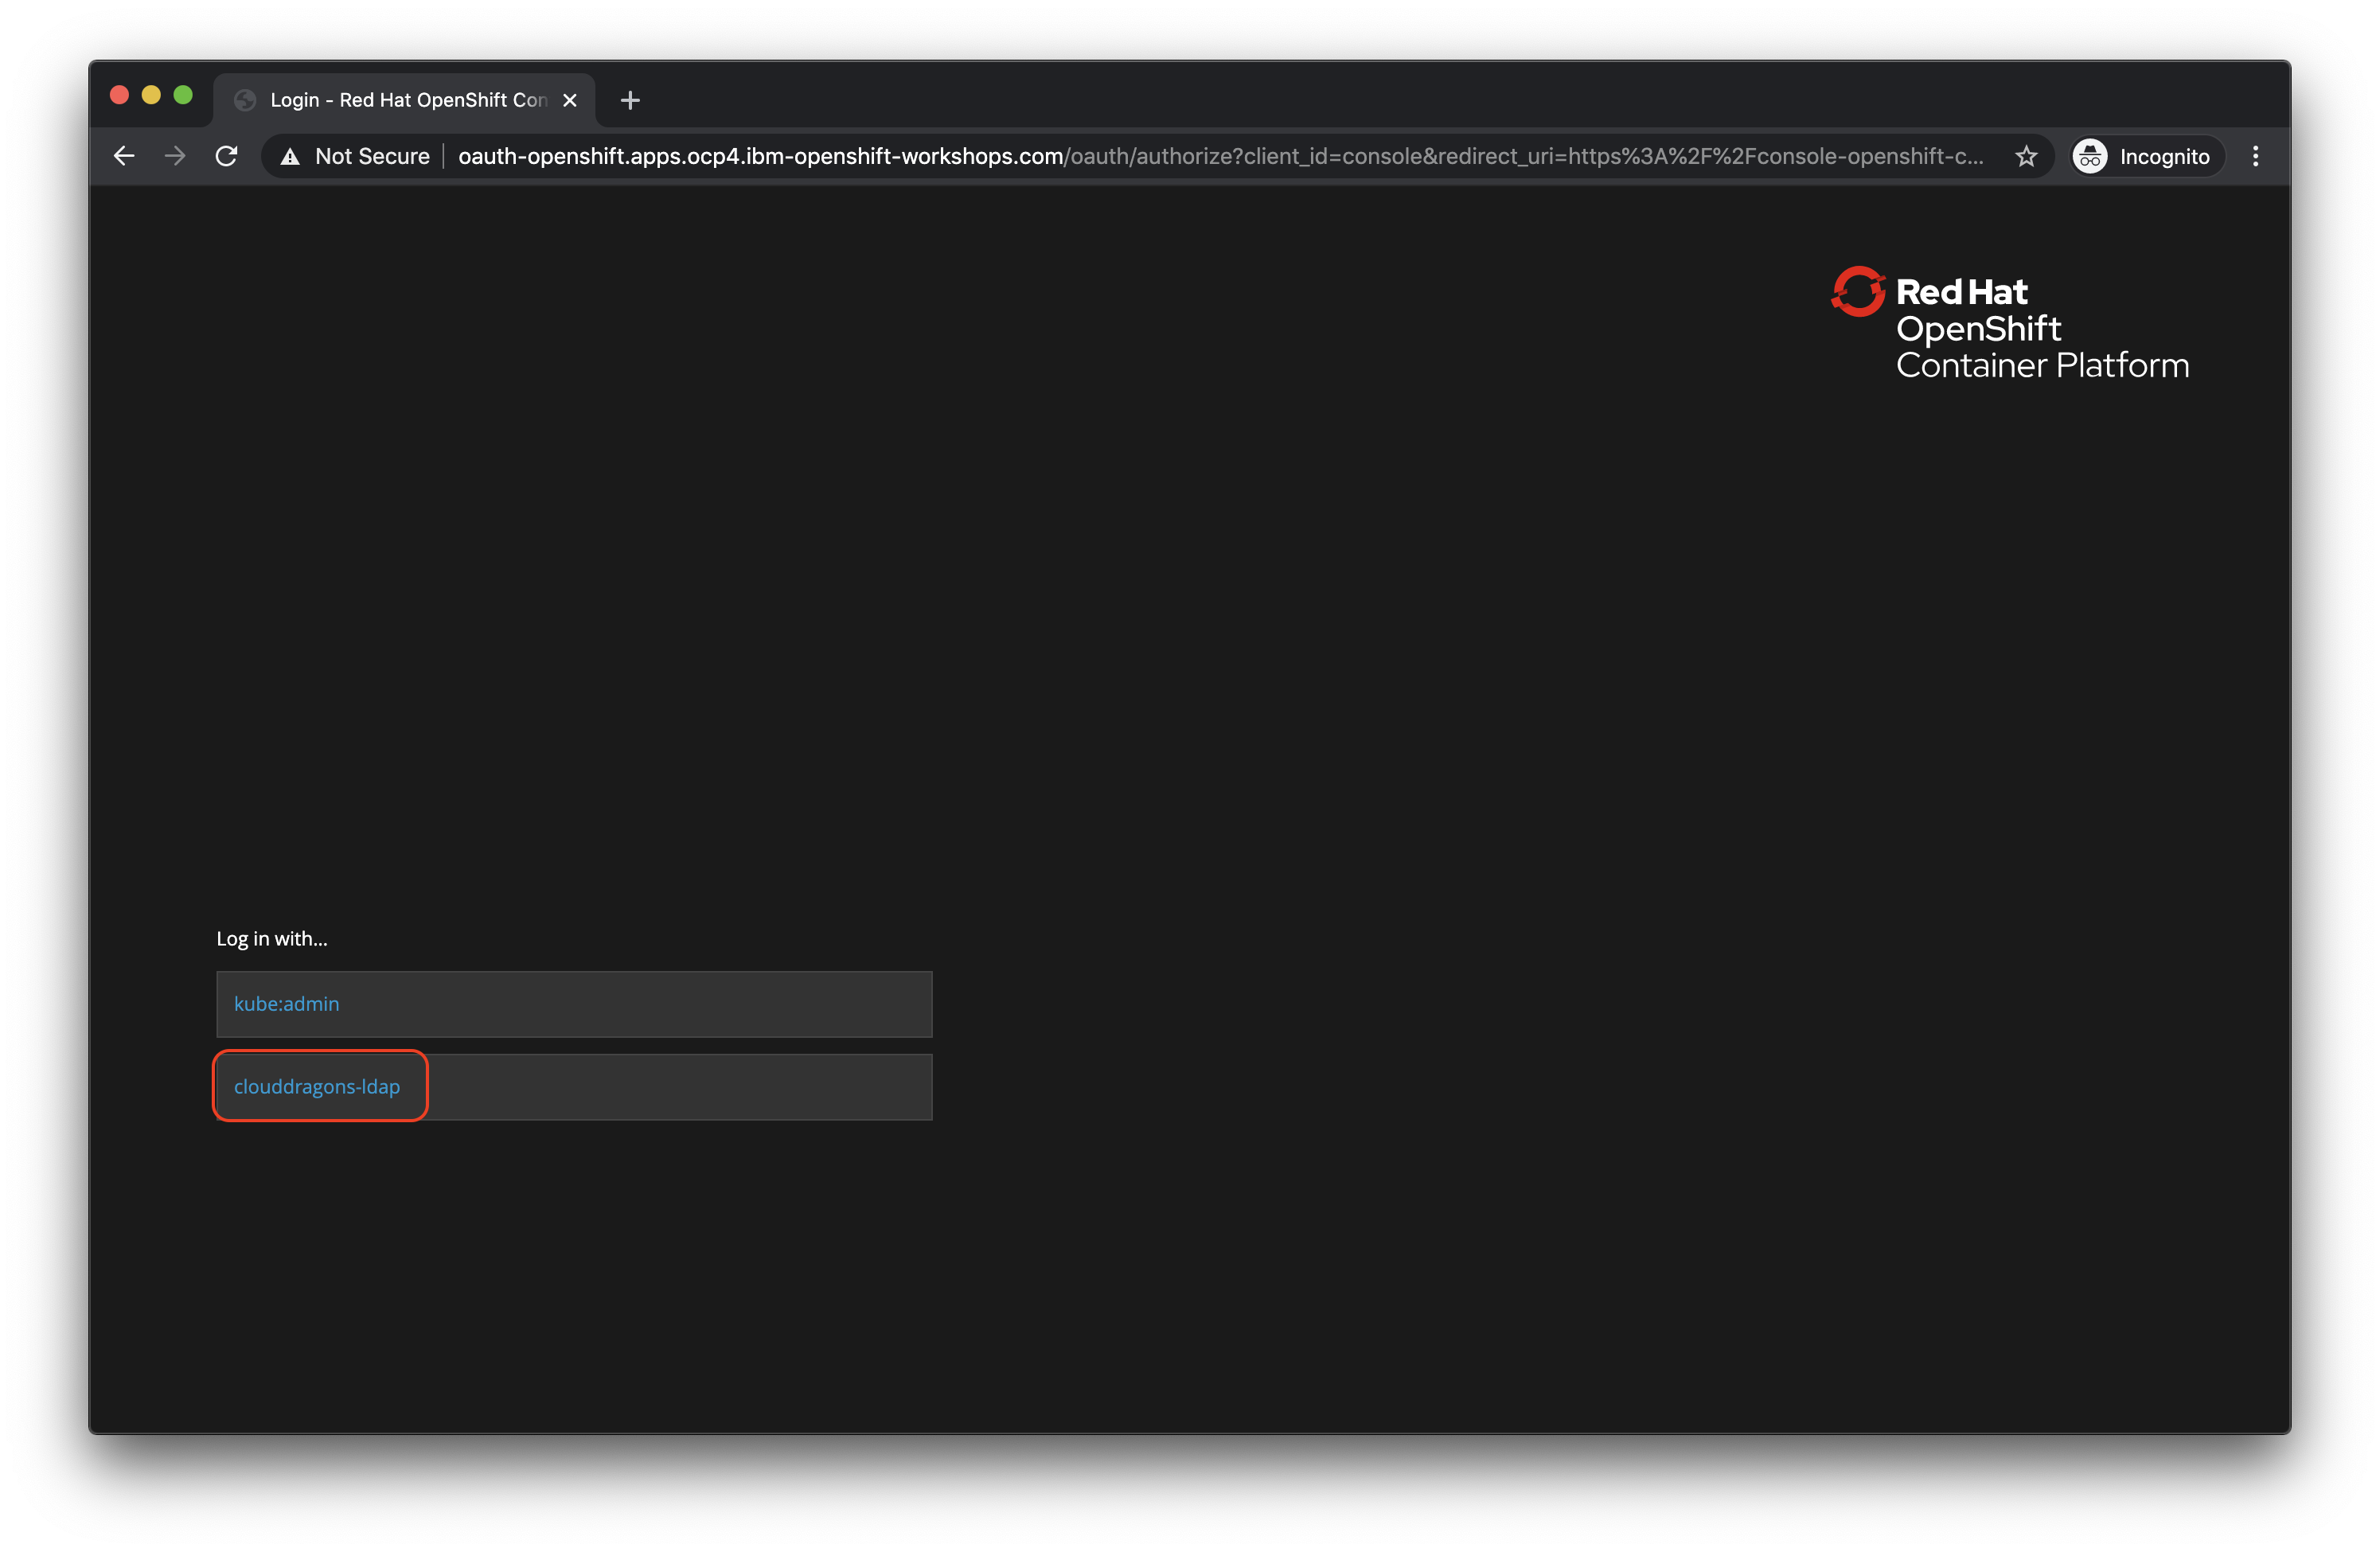 Login - Red Hat OpenShift Con
Not Secure
oauth-openshift.apps.ocp4.ibm-openshift-workshops.com/oauth/authorize?client_id=console&redirect_uri=https%3A%2F%2Fconsole-openshift-c...
Incognito
Red Hat
OpenShift
Container Platform
Log in with...
kube:admin
clouddragons-ldap